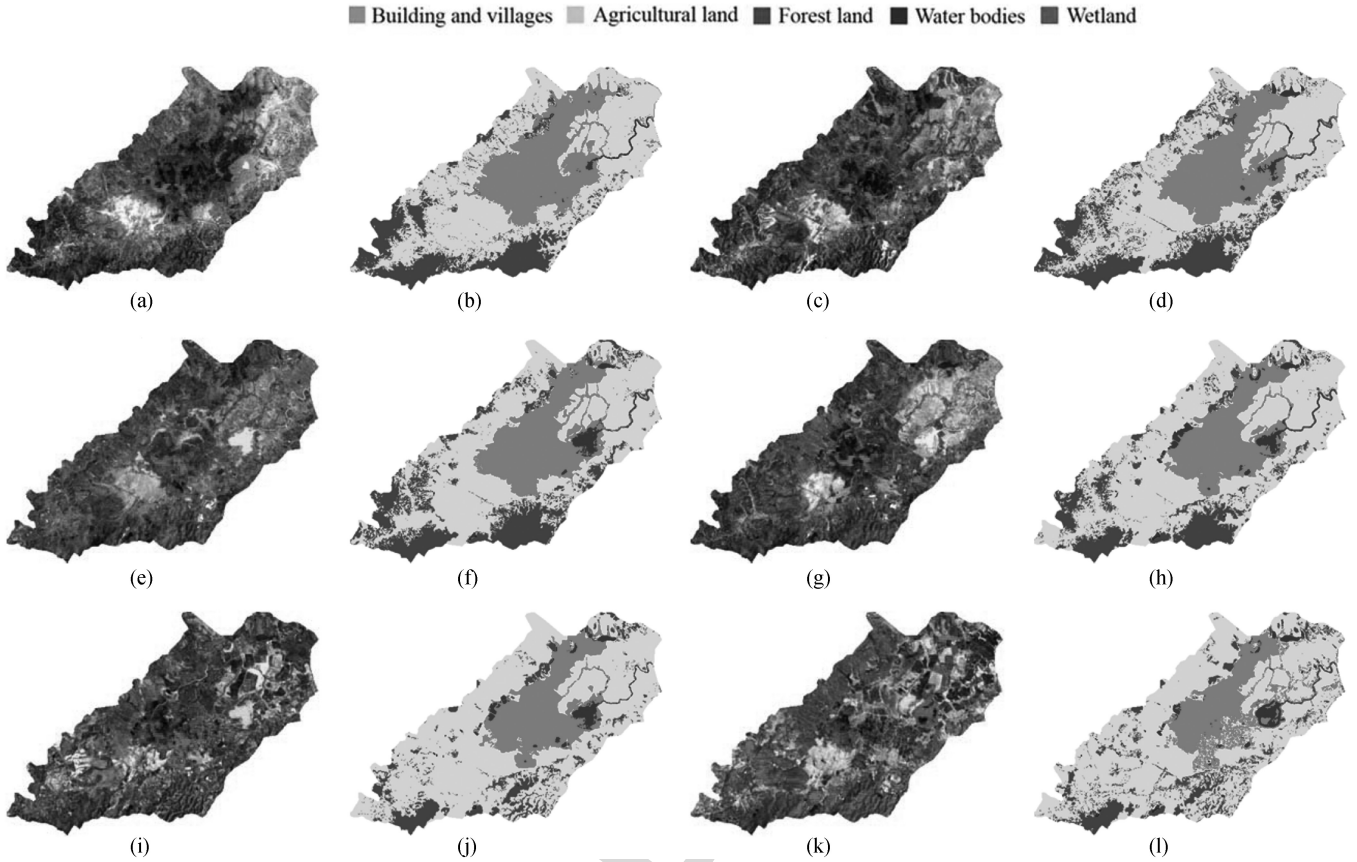 Building and villages Agricultural land Forest land Water bodies Wetland
(a) (b) (c) (d)
(e) (f) (g) (h)
(i) (j) (k) (l)